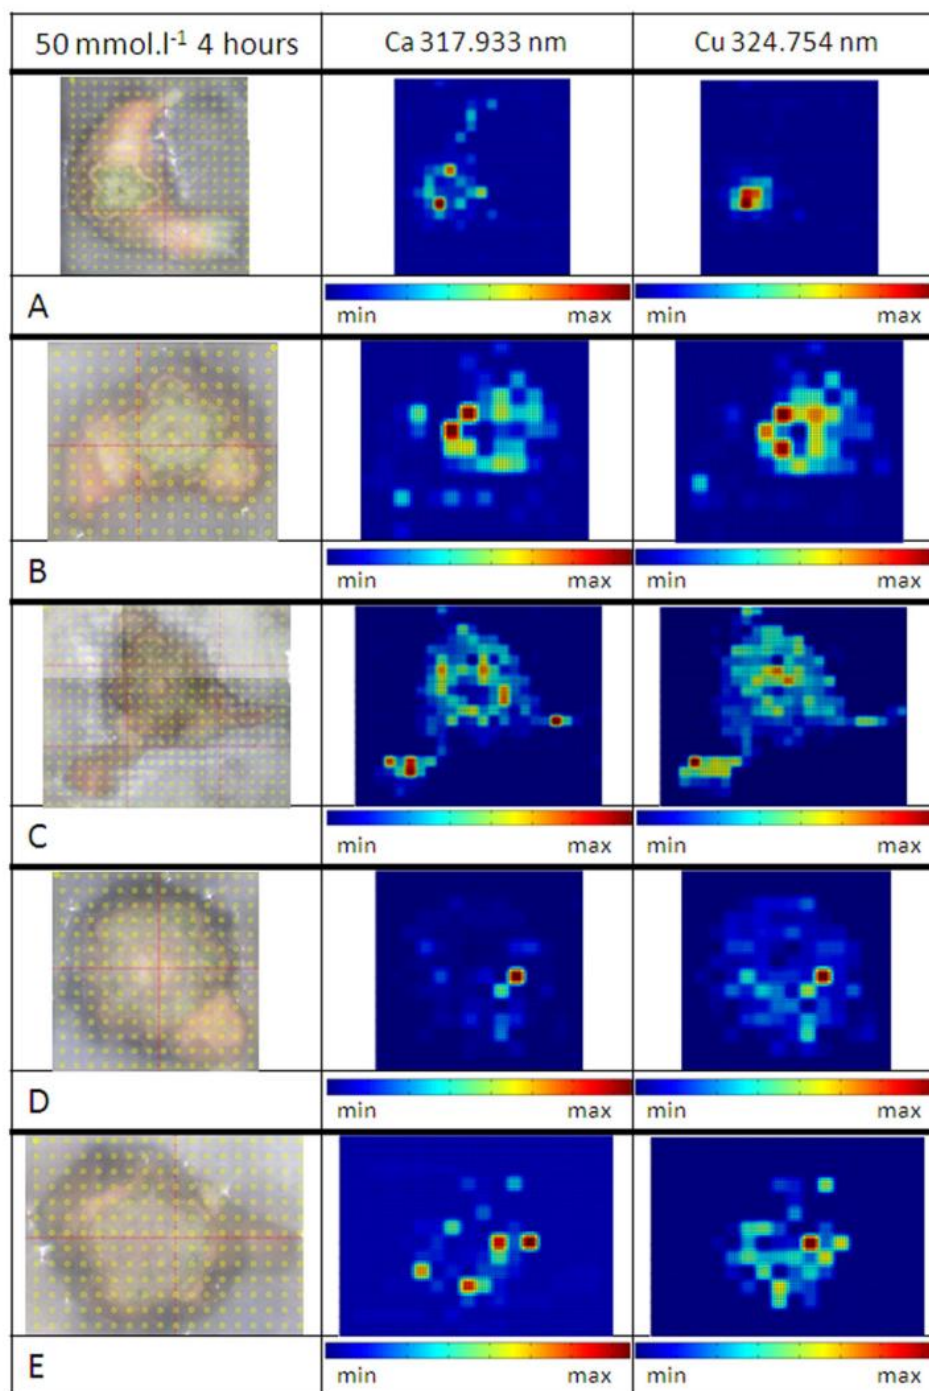 50 mmol.l⁻¹ 4 hours Ca 317.933 nm Cu 324.754 nm
A min max min max
B min max min max
C min max min max
D min max min max
E min max min max